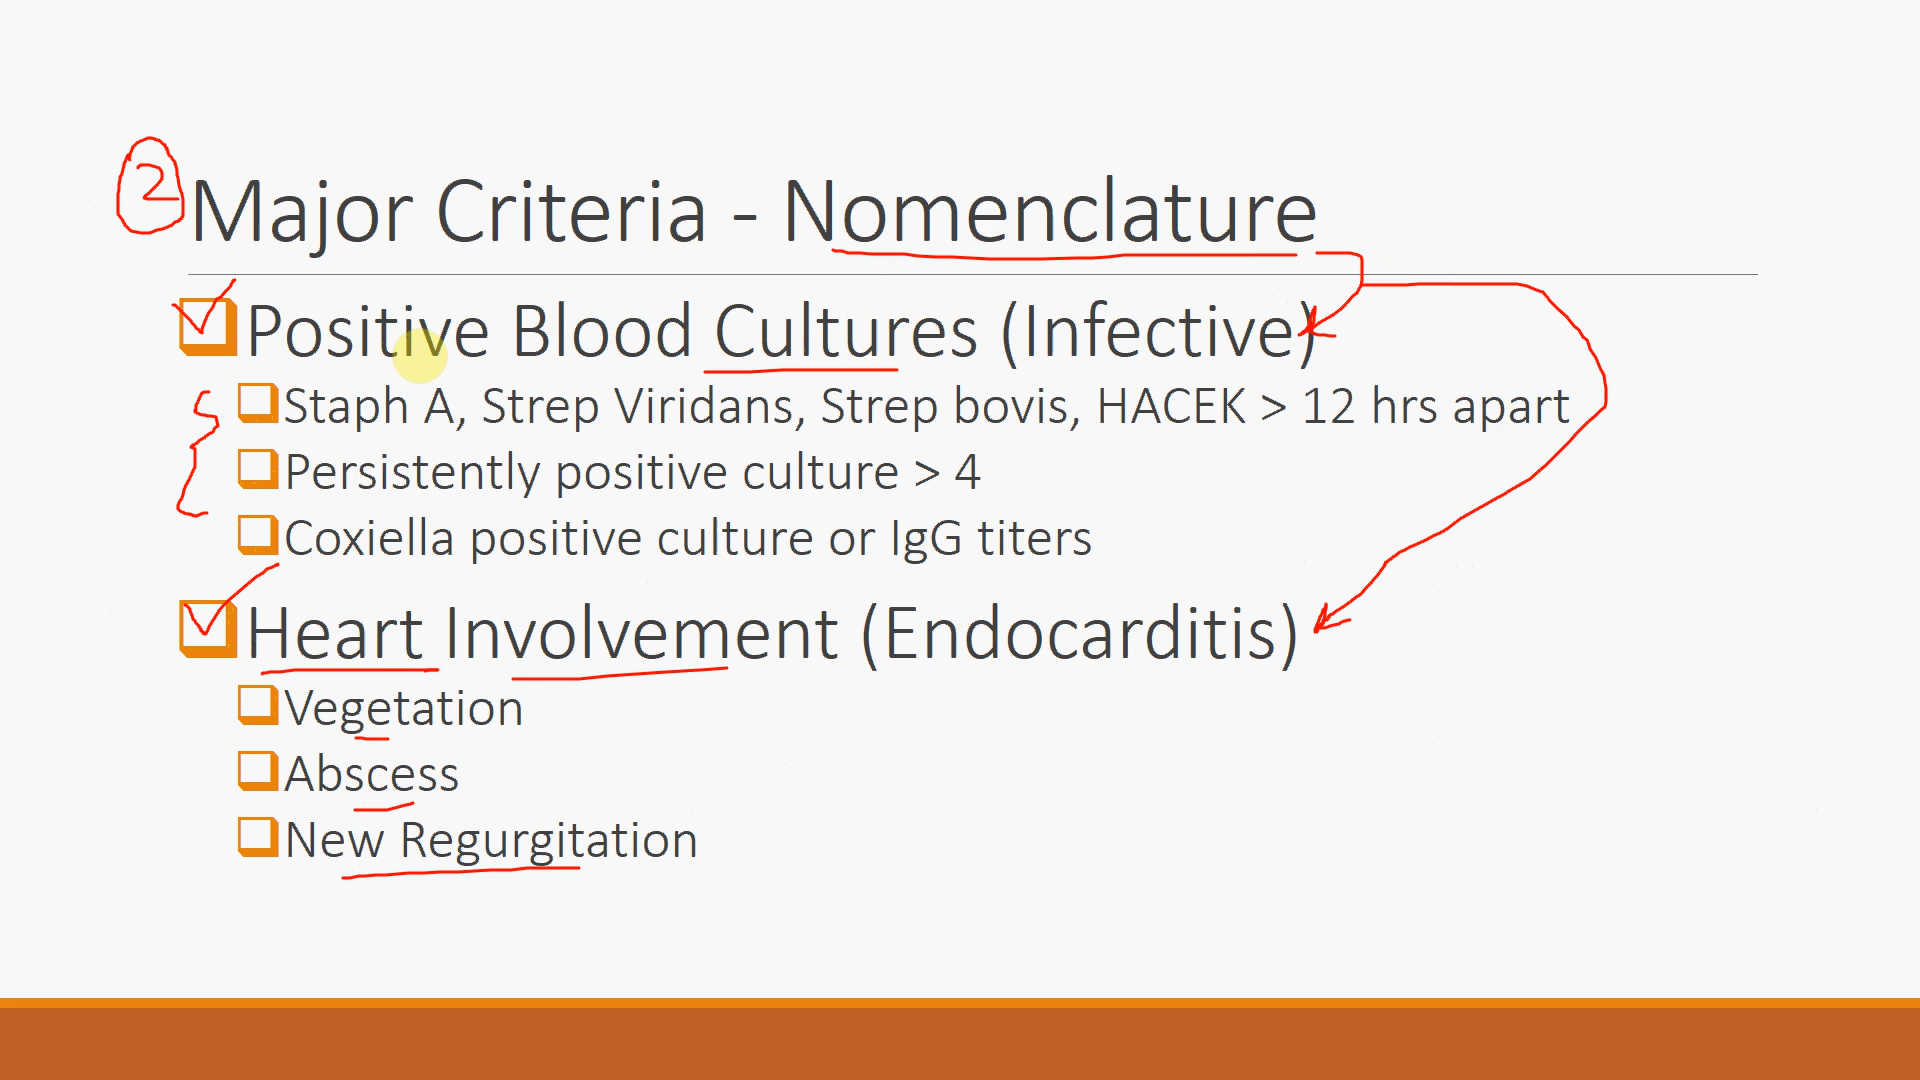 2 Major Criteria - Nomenclature
Positive Blood Cultures (Infective)
Staph A, Strep Viridans, Strep bovis, HACEK > 12 hrs apart
Persistently positive culture > 4
Coxiella positive culture or IgG titers
Heart Involvement (Endocarditis)
Vegetation
Abscess
New Regurgitation